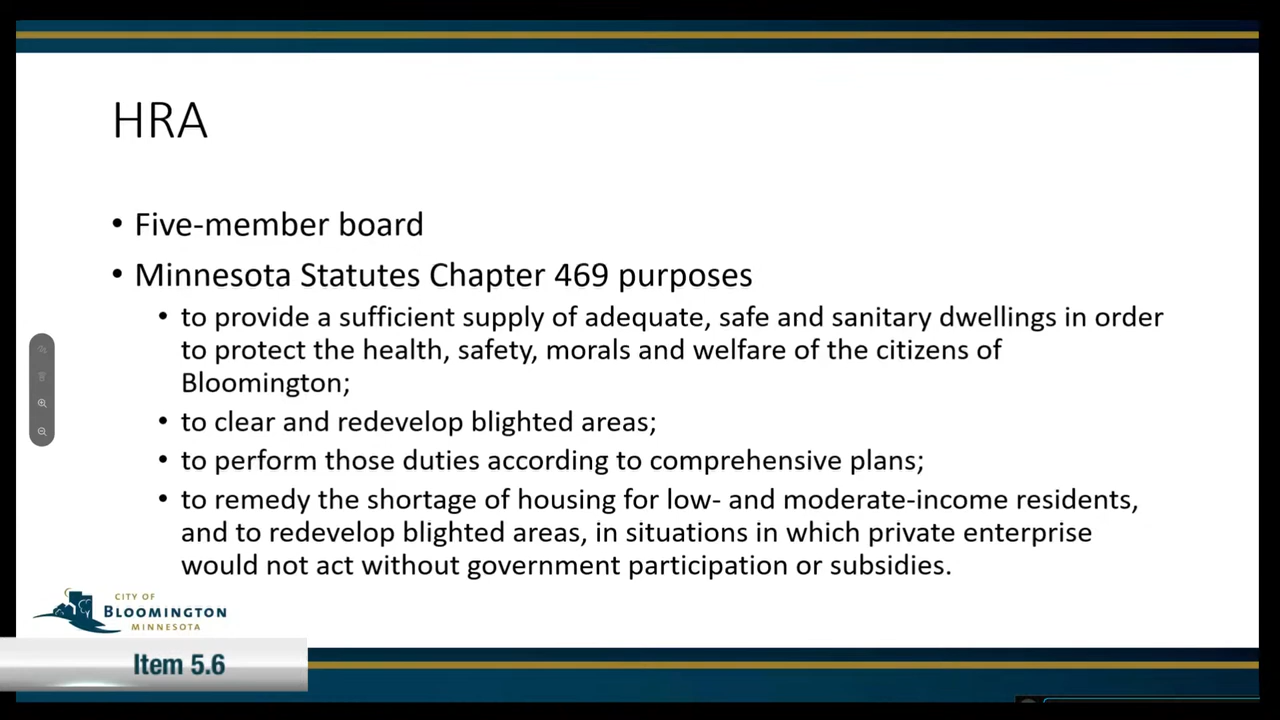 HRA
• Five-member board
• Minnesota Statutes Chapter 469 purposes
• to provide a sufficient supply of adequate, safe and sanitary dwellings in order
to protect the health, safety, morals and welfare of the citizens of
Bloomington;
• to clear and redevelop blighted areas;
• to perform those duties according to comprehensive plans;
• to remedy the shortage of housing for low- and moderate-income residents,
and to redevelop blighted areas, in situations in which private enterprise
would not act without government participation or subsidies.
CITY OF
BLOOMINGTON
MINNESOTA
Item 5.6